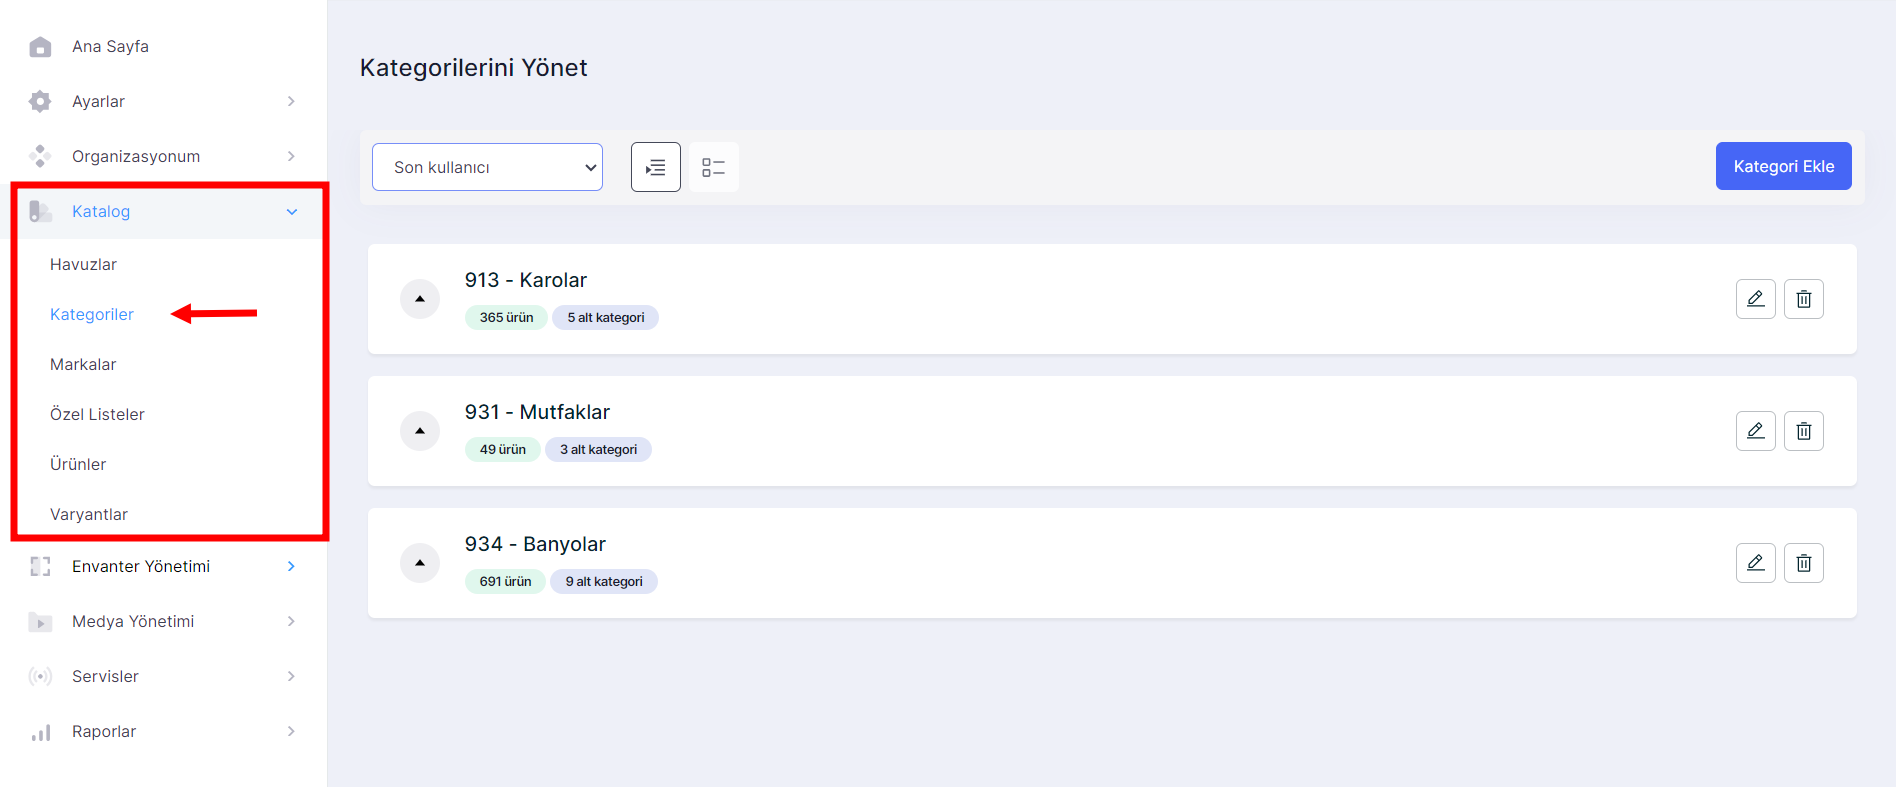 Ana Sayfa
Ayarlar
Organizasyonum
Katalog
Havuzlar
Kategoriler
Markalar
Özel Listeler
Ürünler
Varyantlar
Envanter Yönetimi
Medya Yönetimi
Servisler
Raporlar
Kategorilerini Yönet
Son kullanıcı
Kategori Ekle
913 - Karolar
365 ürün 5 alt kategori
931 - Mutfaklar
49 ürün 3 alt kategori
934 - Banyolar
691 ürün 9 alt kategori